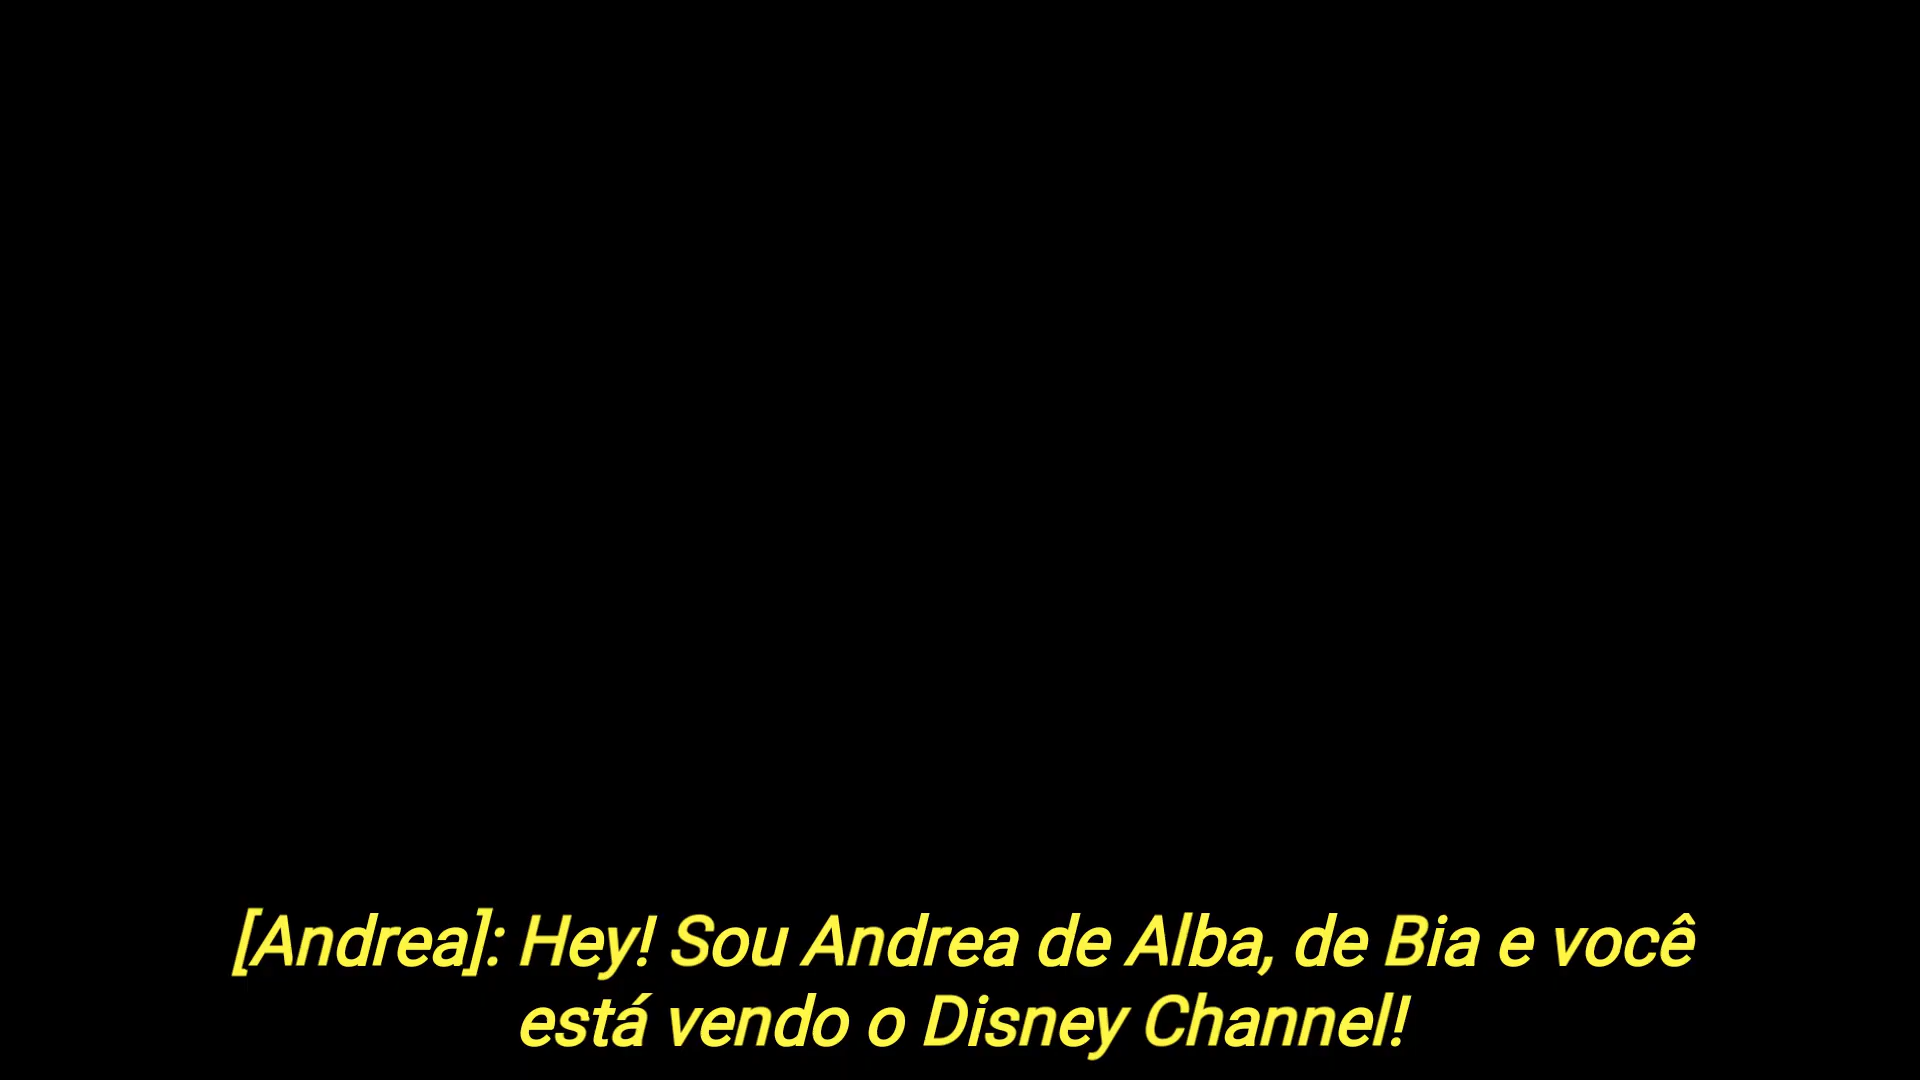 [Andrea]: Hey! Sou Andrea de Alba, de Bia e você
está vendo o Disney Channel!